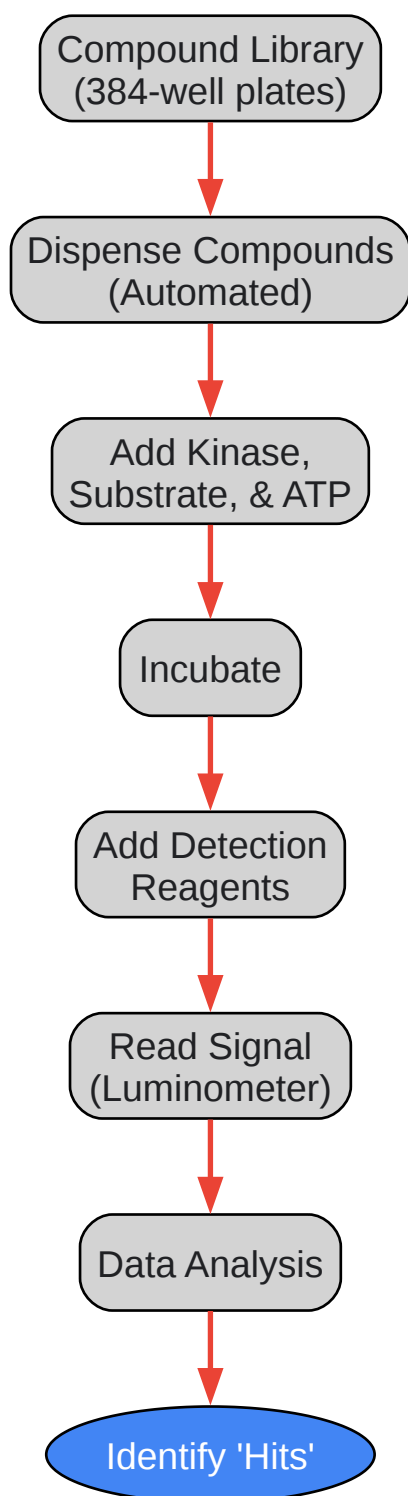 Compound Library
(384-well plates)
Dispense Compounds
(Automated)
Add Kinase,
Substrate, & ATP
Incubate
Add Detection
Reagents
Read Signal
(Luminometer)
Data Analysis
Identify 'Hits'